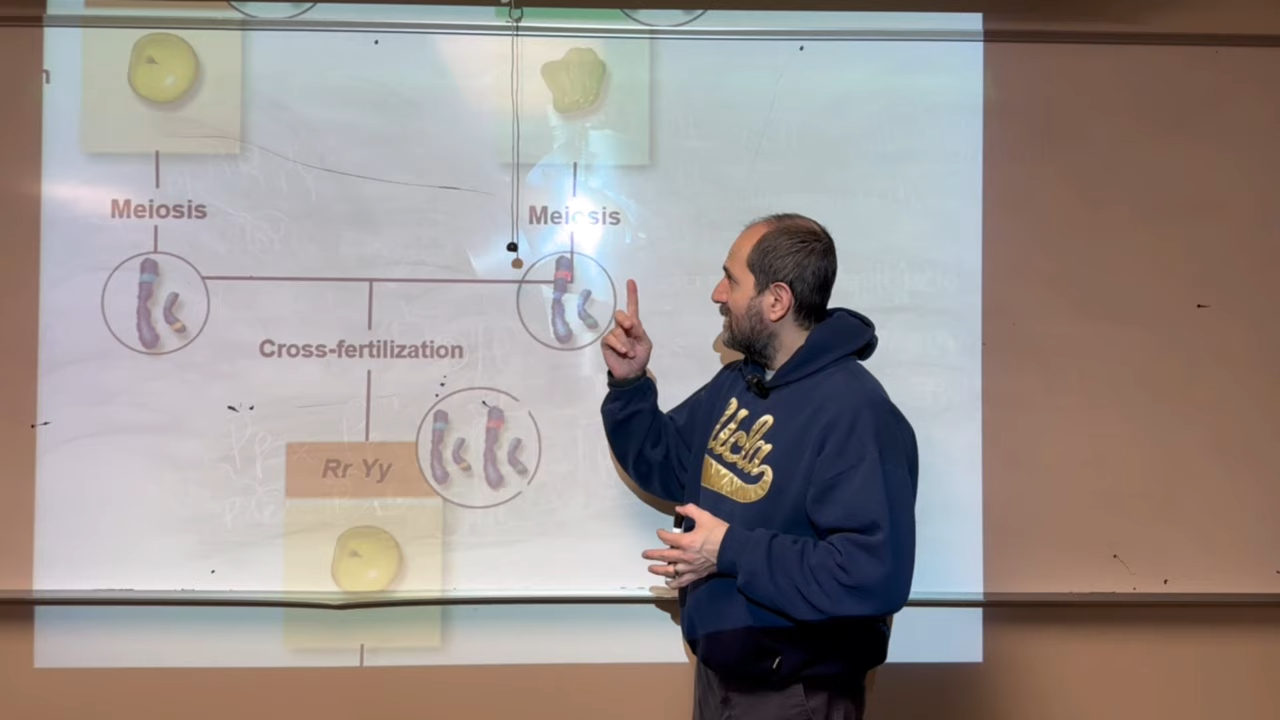 n
Meiosis
Meiosis
Cross-fertilization
Rr Yy
Ucla